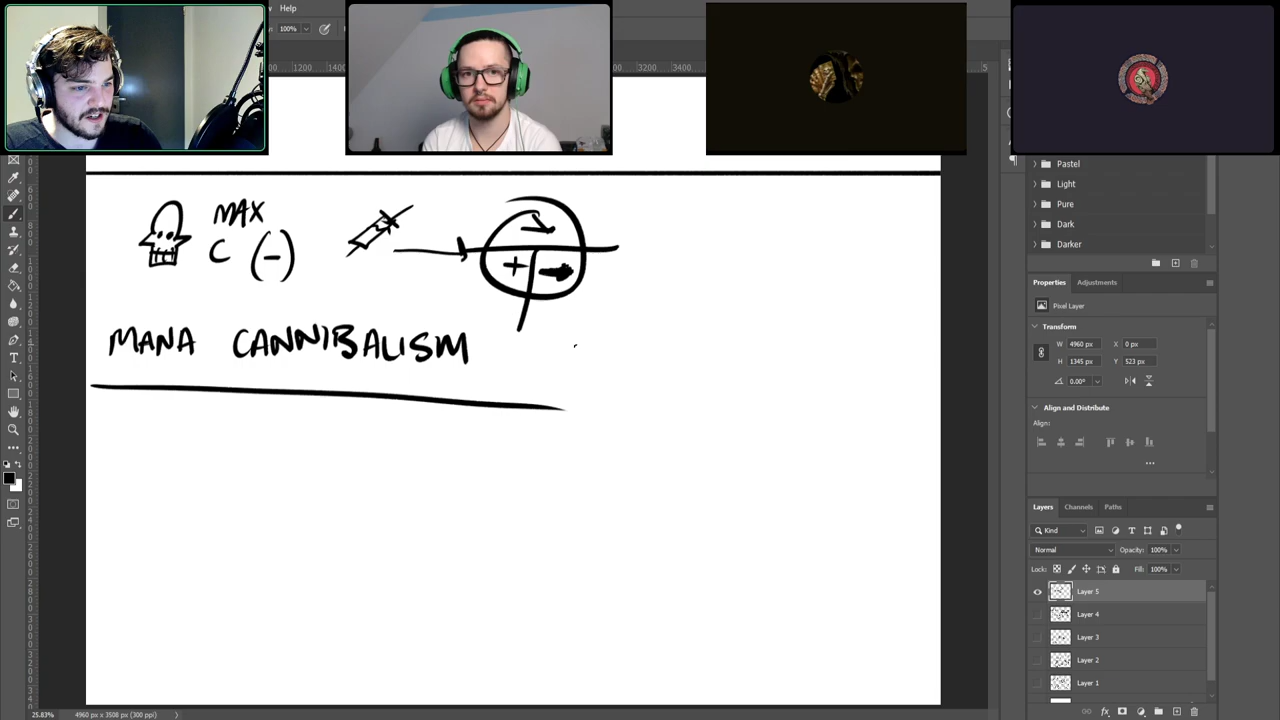 Help
100%
1200
1400
3200
3400
Pastel
Light
Pure
Dark
Darker
MAX
C (-)
+
MANA CANNIBALISM
Properties
Adjustments
Pixel Layer
Transform
W 4960 px X 0 px
H 1345 px Y 523 px
0.00°
Align and Distribute
Align:
Layers Channels Paths
Kind
Normal Opacity: 100%
Lock: Fill: 100%
Layer 5
Layer 4
Layer 3
Layer 2
Layer 1
25.83% 4960 px x 3508 px (300 ppi)